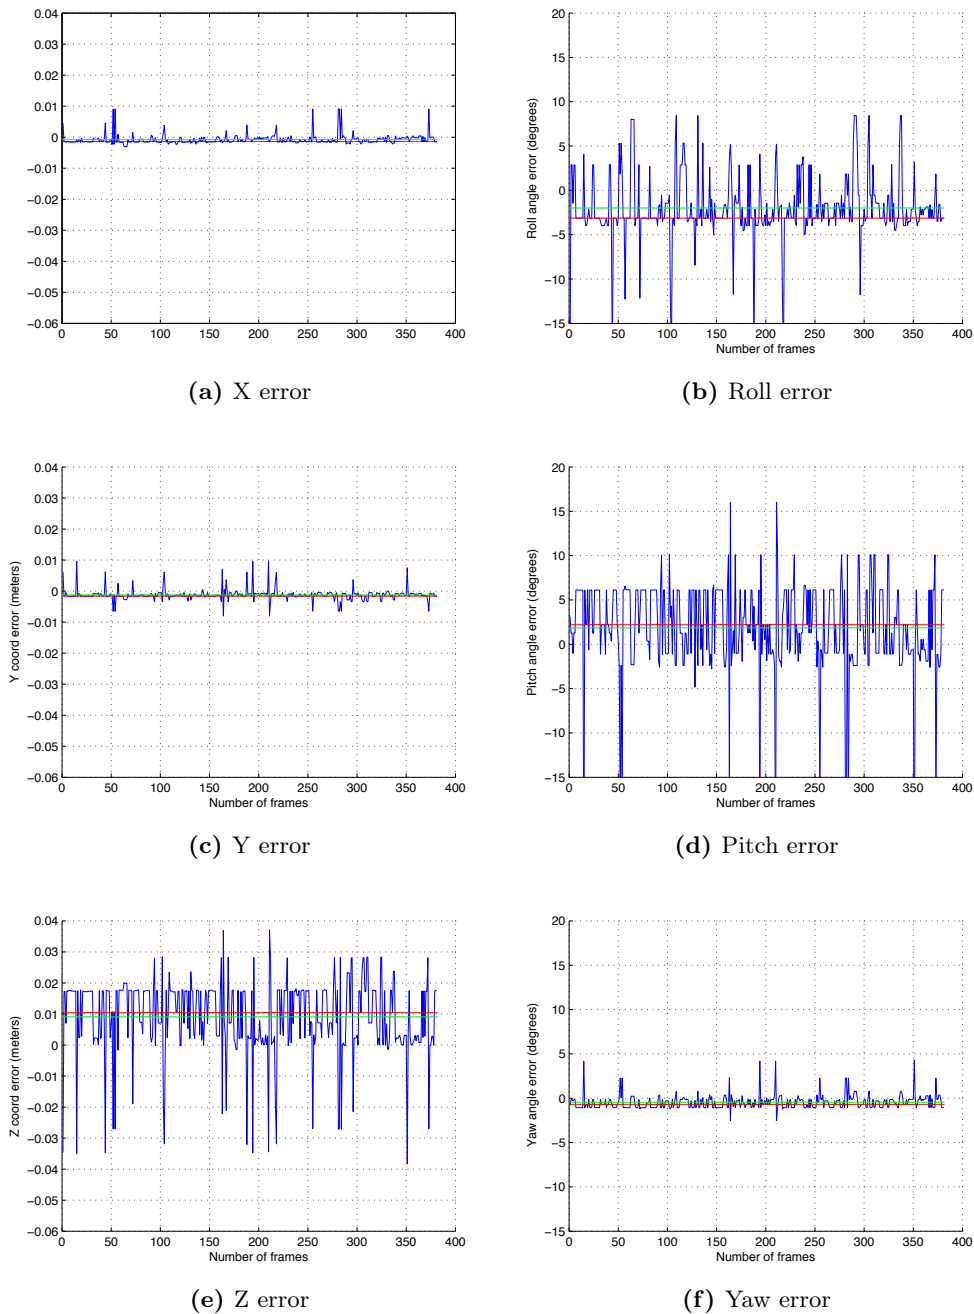 0.04
0.03
0.02
0.01
0
−0.01
−0.02
−0.03
−0.04
−0.05
−0.06
0 50 100 150 200 250 300 350 400
(a) X error
20
15
10
5
0
−5
−10
−15
Roll angle error (degrees)
0 50 100 150 200 250 300 350 400
Number of frames
(b) Roll error
0.04
0.03
0.02
0.01
0
−0.01
−0.02
−0.03
−0.04
−0.05
−0.06
Y coord error (meters)
0 50 100 150 200 250 300 350 400
Number of frames
(c) Y error
20
15
10
5
0
−5
−10
−15
Pitch angle error (degrees)
0 50 100 150 200 250 300 350 400
Number of frames
(d) Pitch error
0.04
0.03
0.02
0.01
0
−0.01
−0.02
−0.03
−0.04
−0.05
−0.06
Z coord error (meters)
0 50 100 150 200 250 300 350 400
Number of frames
(e) Z error
20
15
10
5
0
−5
−10
−15
Yaw angle error (degrees)
0 50 100 150 200 250 300 350 400
Number of frames
(f) Yaw error